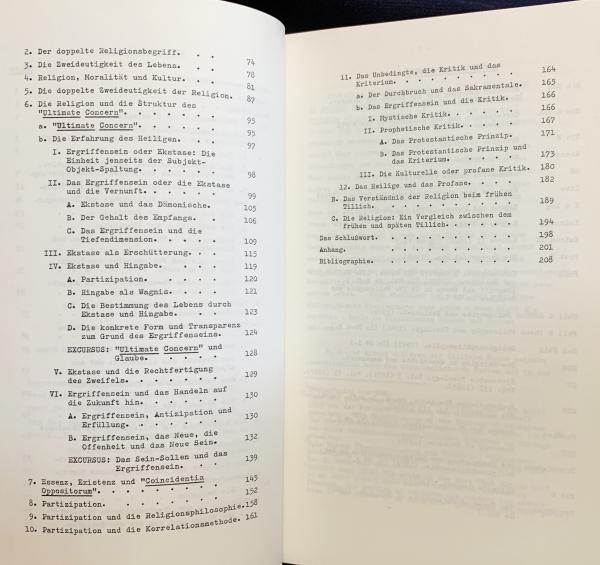 2. Der doppelte Religionsbegriff. . . 74
3. Die Zweideutigkeit des Lebens. . . 78
4. Religion, Moralität und Kultur. . . 81
5. Die doppelte Zweideutigkeit der Religion. 87
6. Die Religion und die Struktur des
"Ultimate Concern". . . . . . 95
a. "Ultimate Concern". . . . . 95
b. Die Erfahrung des Heiligen. . . 97
I. Ergriffensein oder Ekstase: Die
Einheit jenseits der Subjekt-
Objekt-Spaltung. . . . 98
II. Das Ergriffensein oder die Ekstase
und die Vernunft. . . . . . 99
A. Ekstase und das Dämonische. 105
B. Der Gehalt des Empfangs. . 106
C. Das Ergriffensein und die
Tiefendimension. . . . . 109
III. Ekstase als Erschütterung. . . 115
IV. Ekstase und Hingabe. . . . . 119
A. Partizipation. . . . . . 120
B. Hingabe als Wagnis. . . . 121
C. Die Bestimmung des Lebens durch
Ekstase und Hingabe. . . . 123
D. Die konkrete Form und Transparenz
zum Grund des Ergriffenseins. 124
EXCURSUS: "Ultimate Concern" und
Glaube. . . . . . 128
V. Ekstase und die Rechtfertigung
des Zweifels. . . . . . . 129
VI. Ergriffensein und das Handeln auf
die Zukunft hin. . . . . . 130
A. Ergriffensein, Antizipation und
Erfüllung. . . . . . . 130
B. Ergriffensein, das Neue, die
Offenheit und das Neue Sein. 132
EXCURSUS: Das Sein-Sollen und das
Ergriffensein. . . 139
7. Essenz, Existenz und "Coincidentia
Oppositorum". . . . . . . . 145
8. Partizipation. . . . . . . . 152
9. Partizipation und die Religionsphilosophie. 158
10. Partizipation und die Korrelationsmethode. 161
11. Das Unbedingte, die Kritik und das
Kriterium. . . . . . . . . 164
a. Der Durchbruch und das Sakramentale. 165
b. Das Ergriffensein und die Kritik. . 166
I. Mystische Kritik. . . . . . 166
II. Prophetische Kritik. . . . . 167
A. Das Protestantische Prinzip. 171
B. Das Protestantische Prinzip und
das Kriterium. . . . . . 173
III. Die Kulturelle oder profane Kritik. 180
12. Das Heilige und das Profane. . . . 182
B. Das Verständnis der Religion beim frühen
Tillich. . . . . . . . . . 189
C. Die Religion: Ein Vergleich zwischen dem
frühen und späten Tillich. . . . . 194
Das Schlußwort. . . . . . . . . . 198
Anhang. . . . . . . . . . . 201
Bibliographie. . . . . . . . . . 208